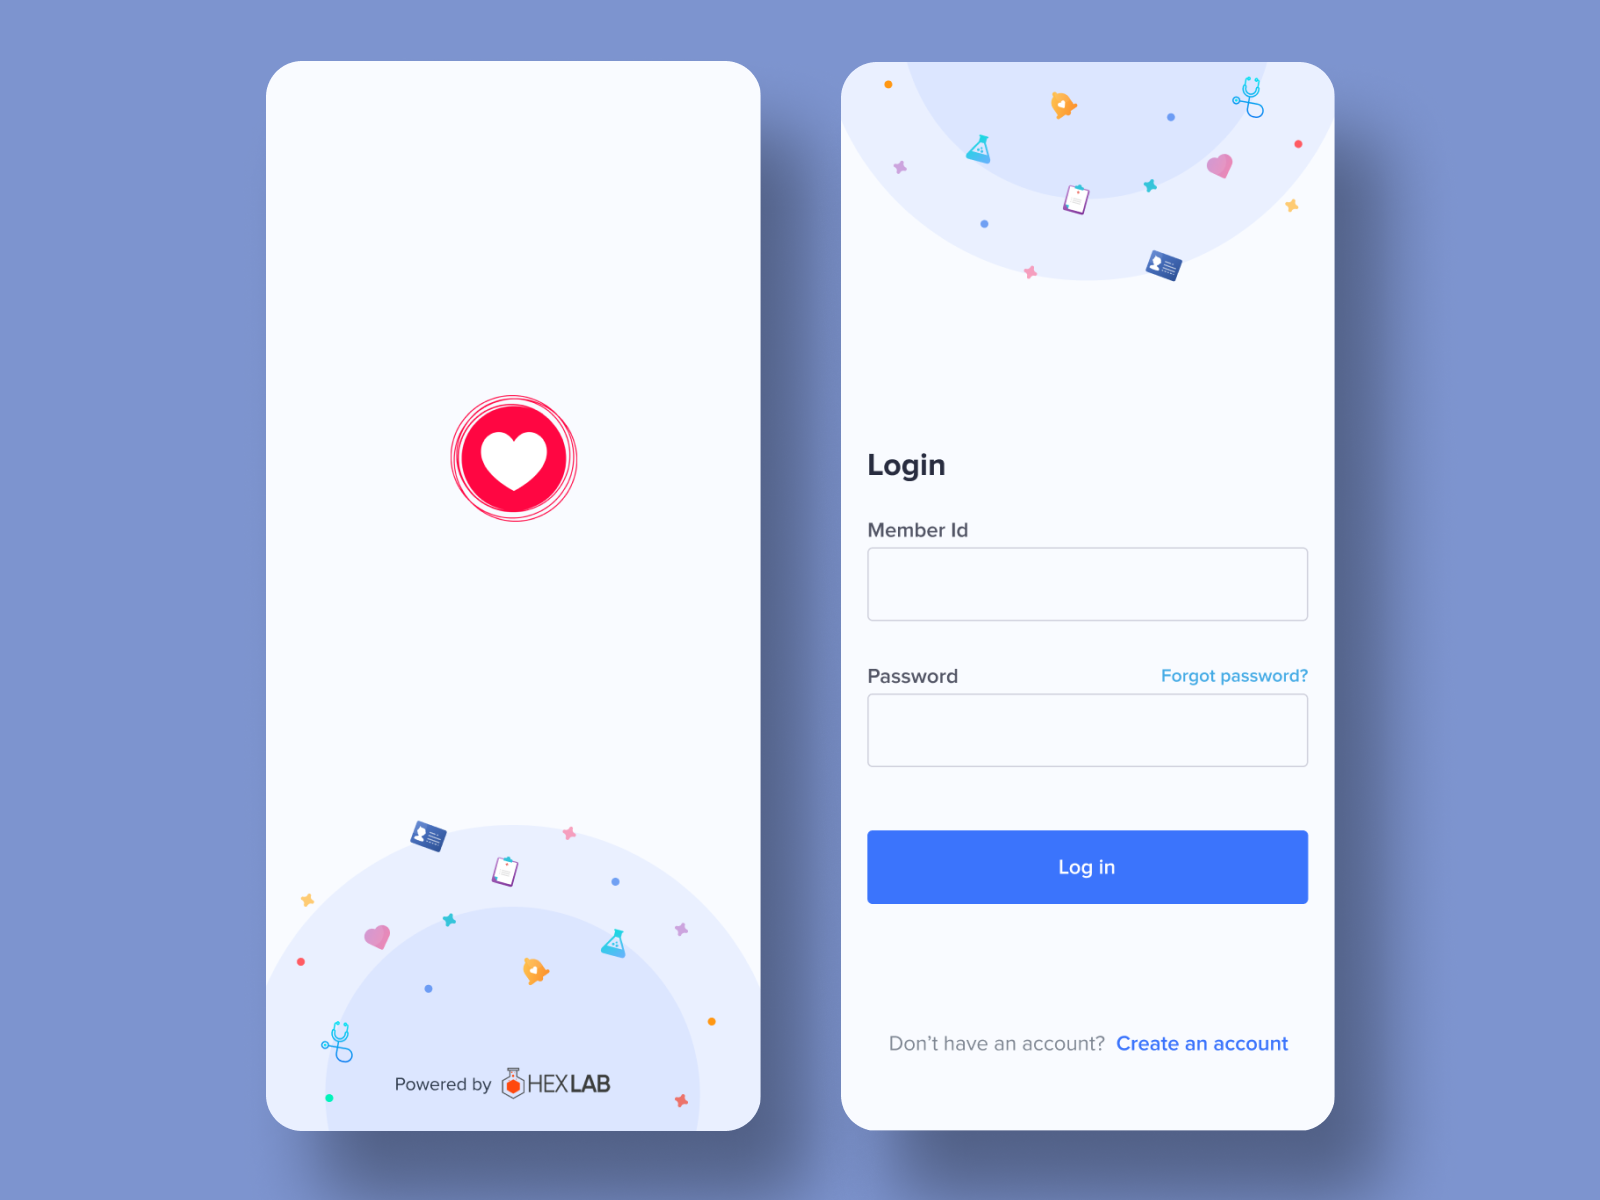 Powered by HEXLAB
Login
Member Id
Password Forgot password?
Log in
Don't have an account? Create an account